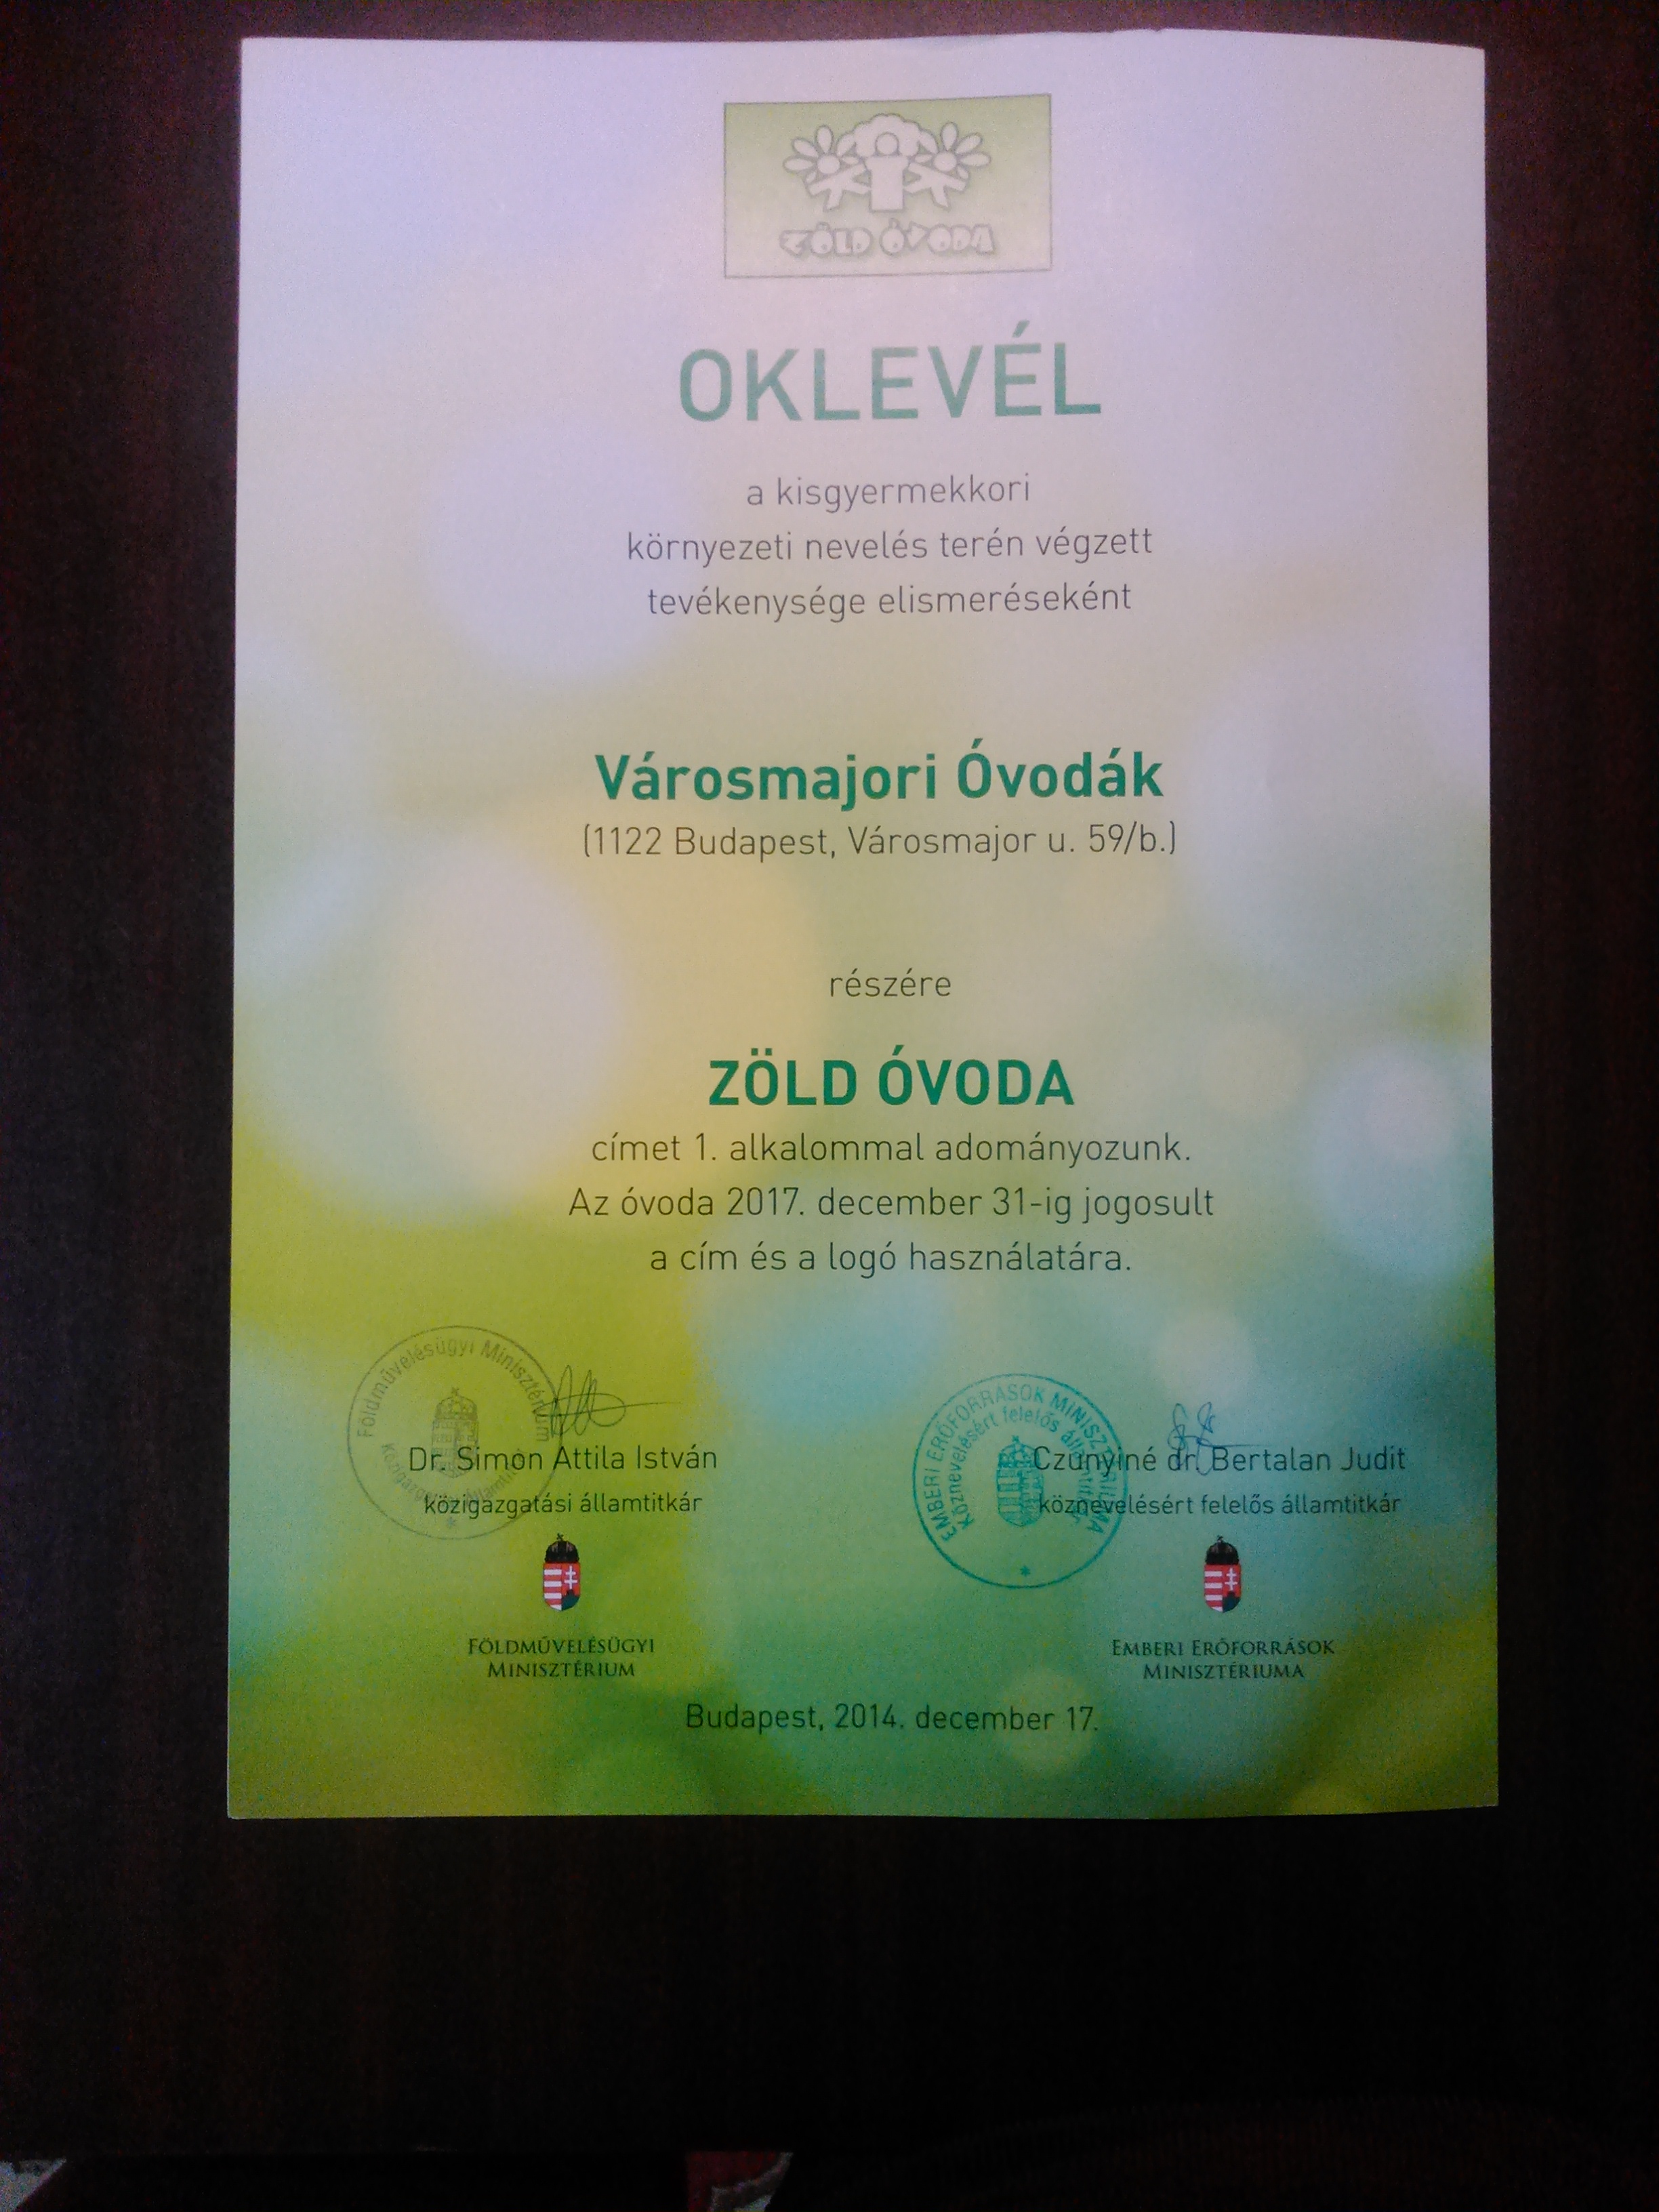 ZÖLD ÓVODA
OKLEVÉL
a kisgyermekkori
környezeti nevelés terén végzett
tevékenysége elismeréseként
Városmajori Óvodák
(1122 Budapest, Városmajor u. 59/b.)
részére
ZÖLD ÓVODA
címet 1. alkalommal adományozunk.
Az óvoda 2017. december 31-ig jogosult
a cím és a logó használatára.
Földművelésügyi Minisztérium
Dr. Simon Attila István
közigazgatási államtitkár
FÖLDMŰVELÉSÜGYI
MINISZTÉRIUM
EMBERI ERŐFORRÁSOK MINISZTÉRIUMA
Köznevelésért felelős államtitkár
Czunyiné dr. Bertalan Judit
köznevelésért felelős államtitkár
EMBERI ERŐFORRÁSOK
MINISZTÉRIUMA
Budapest, 2014. december 17.